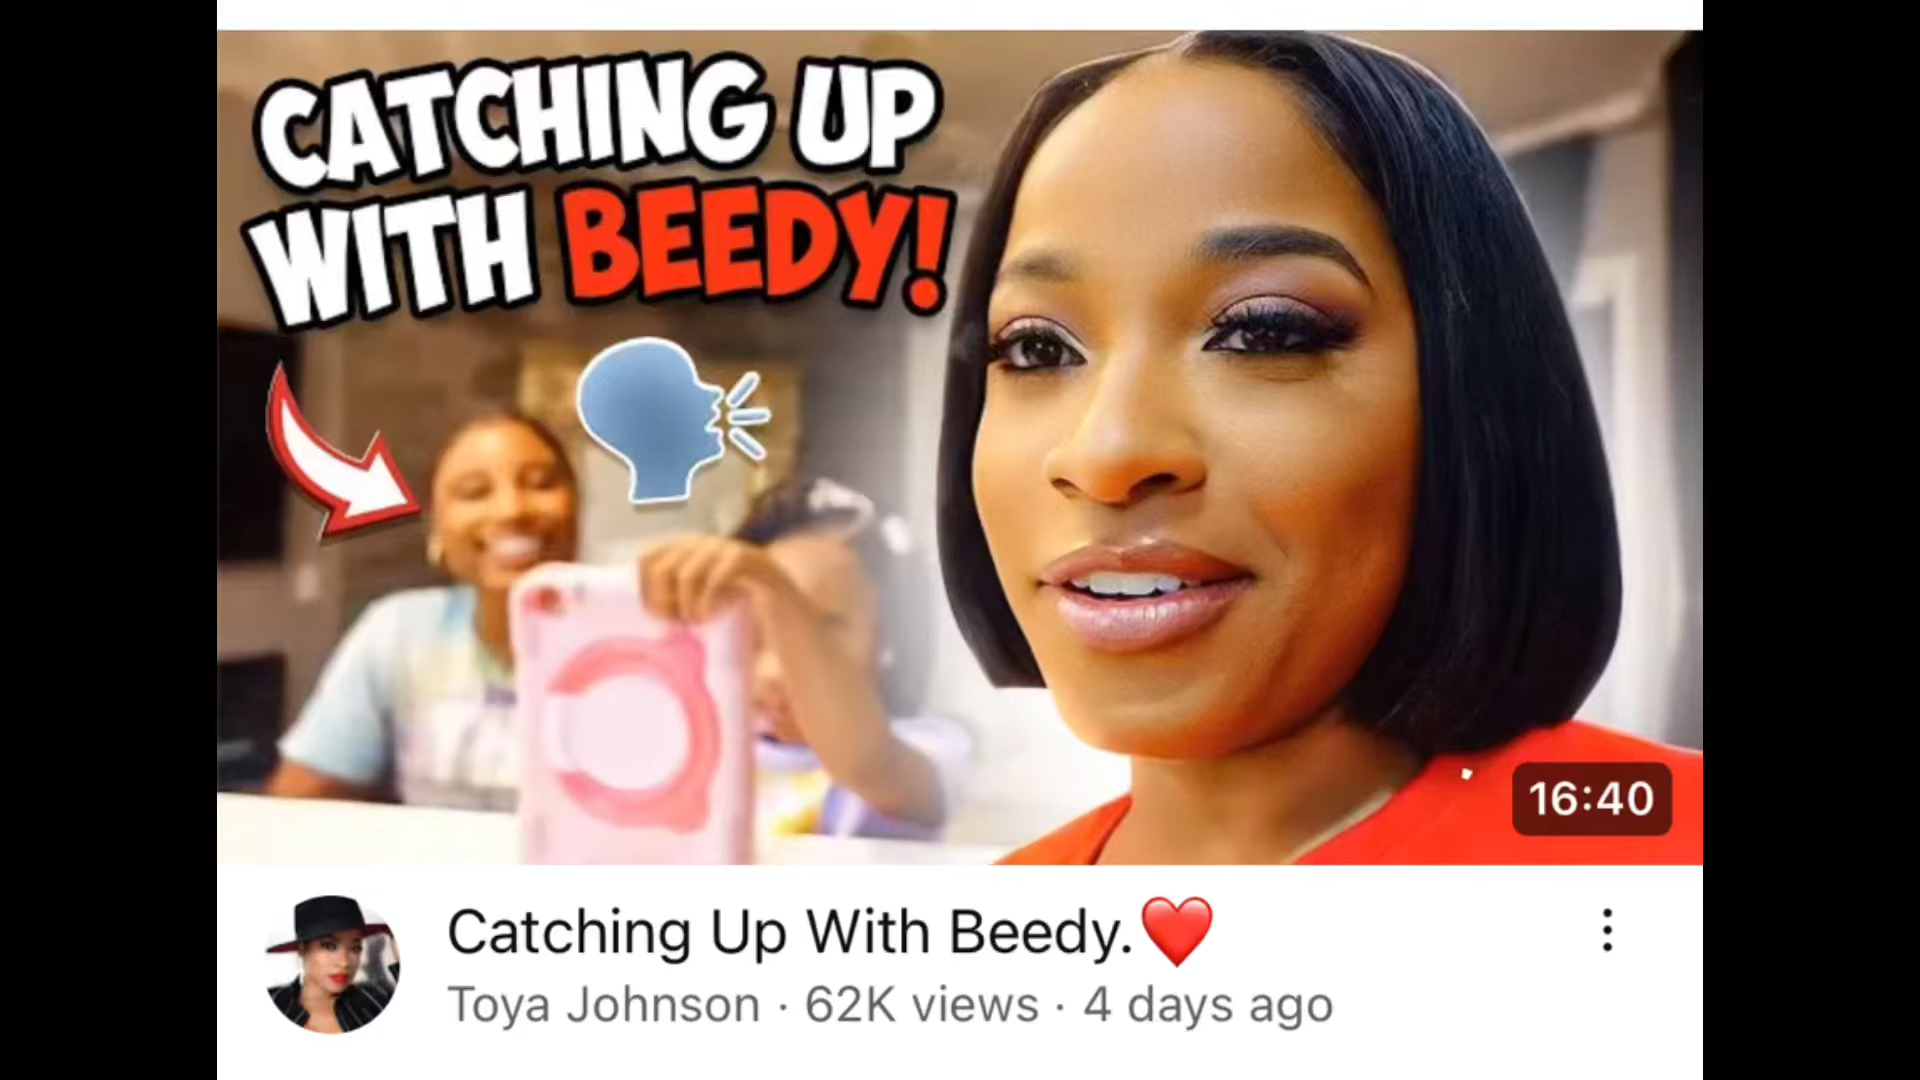 CATCHING UP
WITH BEEDY!
16:40
Catching Up With Beedy.❤️
Toya Johnson · 62K views · 4 days ago